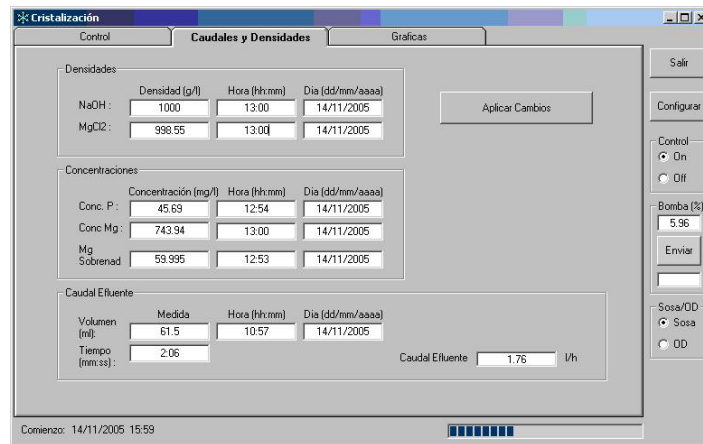 Cristalización
Control
Caudales y Densidades
Graficas
Densidades
Densidad (g/l) Hora (hh:mm) Dia (dd/mm/aaaa)
NaOH : 1000 13:00 14/11/2005
MgCl2 : 998.55 13:00 14/11/2005
Aplicar Cambios
Concentraciones
Concentración (mg/l) Hora (hh:mm) Dia (dd/mm/aaaa)
Conc. P : 45.69 12:54 14/11/2005
Conc Mg : 743.94 13:00 14/11/2005
Mg
Sobrenad 59.995 12:53 14/11/2005
Caudal Efluente
Medida Hora (hh:mm) Dia (dd/mm/aaaa)
Volumen
(ml): 61.5 10:57 14/11/2005
Tiempo
(mm:ss) : 2:06
Caudal Efluente 1.76 l/h
Salir
Configurar
Control
On
Off
Bomba (%)
5.96
Enviar
Sosa/OD
Sosa
OD
Comienzo: 14/11/2005 15:59